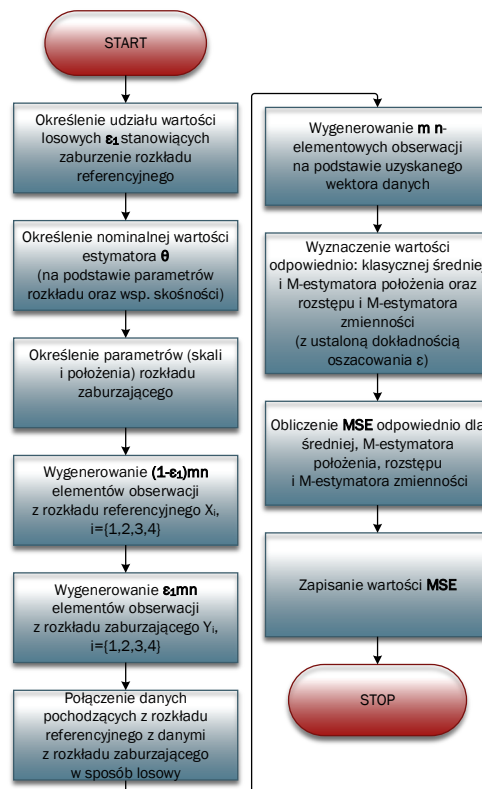 START
Określenie udziału wartości
losowych ε₁ stanowiących
zaburzenie rozkładu
referencyjnego
Określenie nominalnej wartości
estymatora θ
(na podstawie parametrów
rozkładu oraz wsp. skośności)
Określenie parametrów (skali
i położenia) rozkładu
zaburzającego
Wygenerowanie (1-ε₁)mn
elementów obserwacji
z rozkładu referencyjnego Xᵢ,
i={1,2,3,4}
Wygenerowanie ε₁mn
elementów obserwacji
z rozkładu zaburzającego Yᵢ,
i={1,2,3,4}
Połączenie danych
pochodzących z rozkładu
referencyjnego z danymi
z rozkładu zaburzającego
w sposób losowy
Wygenerowanie m n-
elementowych obserwacji
na podstawie uzyskanego
wektora danych
Wyznaczenie wartości
odpowiednio: klasycznej średniej
i M-estymatora położenia oraz
rozstępu i M-estymatora
zmienności
(z ustaloną dokładnością
oszacowania ε)
Obliczenie MSE odpowiednio dla
średniej, M-estymatora
położenia, rozstępu
i M-estymatora zmienności
Zapisanie wartości MSE
STOP